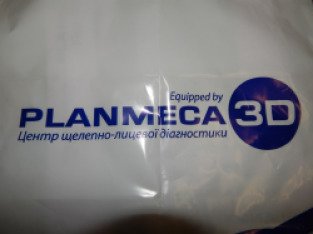 Equipped by
PLANMECA 3D
Центр щелепно-лицевої діагностики